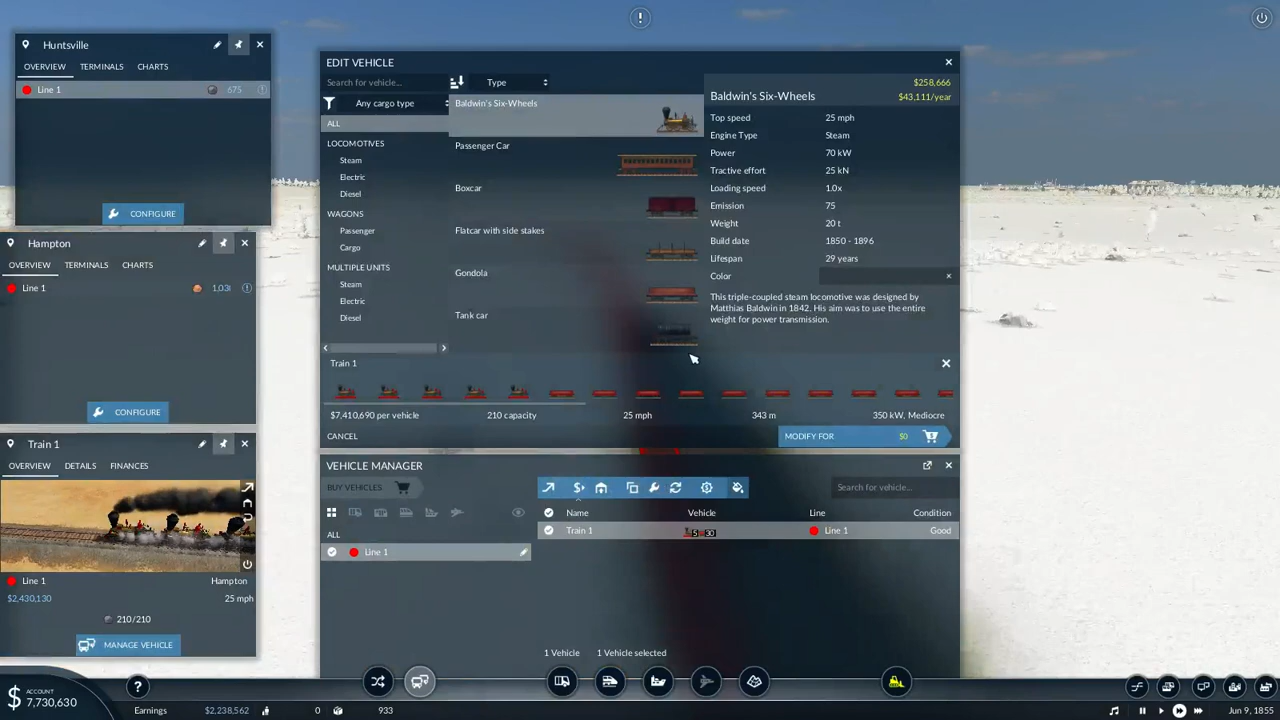 Huntsville
OVERVIEW TERMINALS CHARTS
Line 1 675
CONFIGURE
Hampton
OVERVIEW TERMINALS CHARTS
Line 1
CONFIGURE
Train 1
OVERVIEW DETAILS FINANCES
Line 1 Hampton
$2,430,130 25 mph
210/210
MANAGE VEHICLE
EDIT VEHICLE
Search for vehicle... Type
Any cargo type
ALL
LOCOMOTIVES
Steam
Electric
Diesel
WAGONS
Passenger
Cargo
MULTIPLE UNITS
Steam
Electric
Diesel
Baldwin's Six-Wheels
Passenger Car
Boxcar
Flatcar with side stakes
Gondola
Tank car
$258,666
Baldwin's Six-Wheels $43,111/year
Top speed 25 mph
Engine Type Steam
Power 70 kW
Tractive effort 25 kN
Loading speed 1.0x
Emission 75
Weight 20 t
Build date 1850 - 1896
Lifespan 29 years
Color
This triple-coupled steam locomotive was designed by
Matthias Baldwin in 1842. His aim was to use the entire
weight for power transmission.
Train 1
$7,410,690 per vehicle 210 capacity 25 mph 343 m 350 kW, Mediocre
CANCEL MODIFY FOR $0
VEHICLE MANAGER
BUY VEHICLES Search for vehicle...
ALL
Line 1
Name Vehicle Line Condition
Train 1 5 30 Line 1 Good
1 Vehicle 1 Vehicle selected
ACCOUNT
$ 7,730,630
Earnings $2,238,562 0 933 Jun 9, 1855